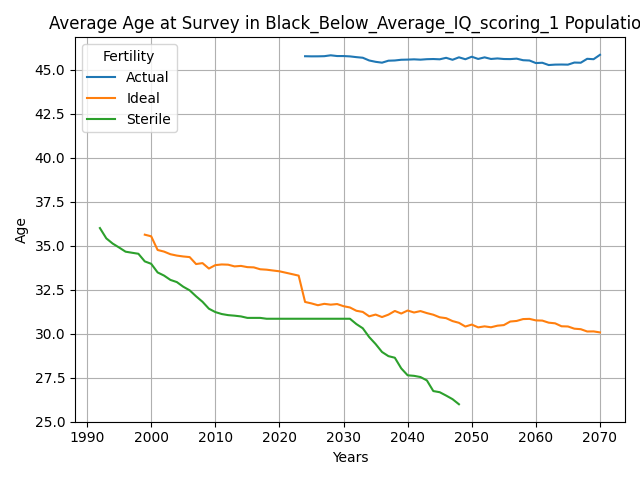 Average Age at Survey in Black_Below_Average_IQ_scoring_1 Populatio
Fertility
Actual
Ideal
Sterile
45.0
42.5
40.0
37.5
35.0
32.5
30.0
27.5
25.0
Age
1990 2000 2010 2020 2030 2040 2050 2060 2070
Years